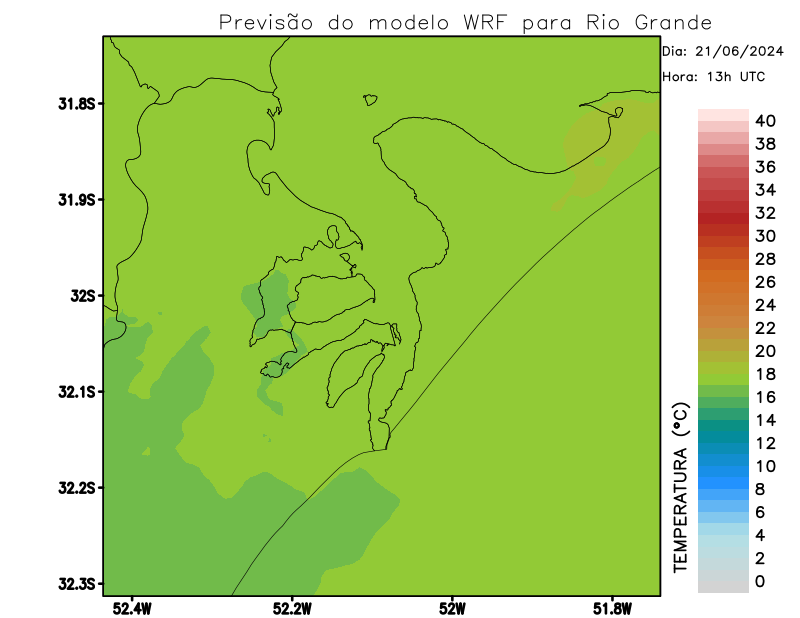 Previsão do modelo WRF para Rio Grande
Dia: 21/06/2024
Hora: 13h UTC
31.8S
31.9S
32S
32.1S
32.2S
32.3S
52.4W
52.2W
52W
51.8W
TEMPERATURA (°C)
40
38
36
34
32
30
28
26
24
22
20
18
16
14
12
10
8
6
4
2
0